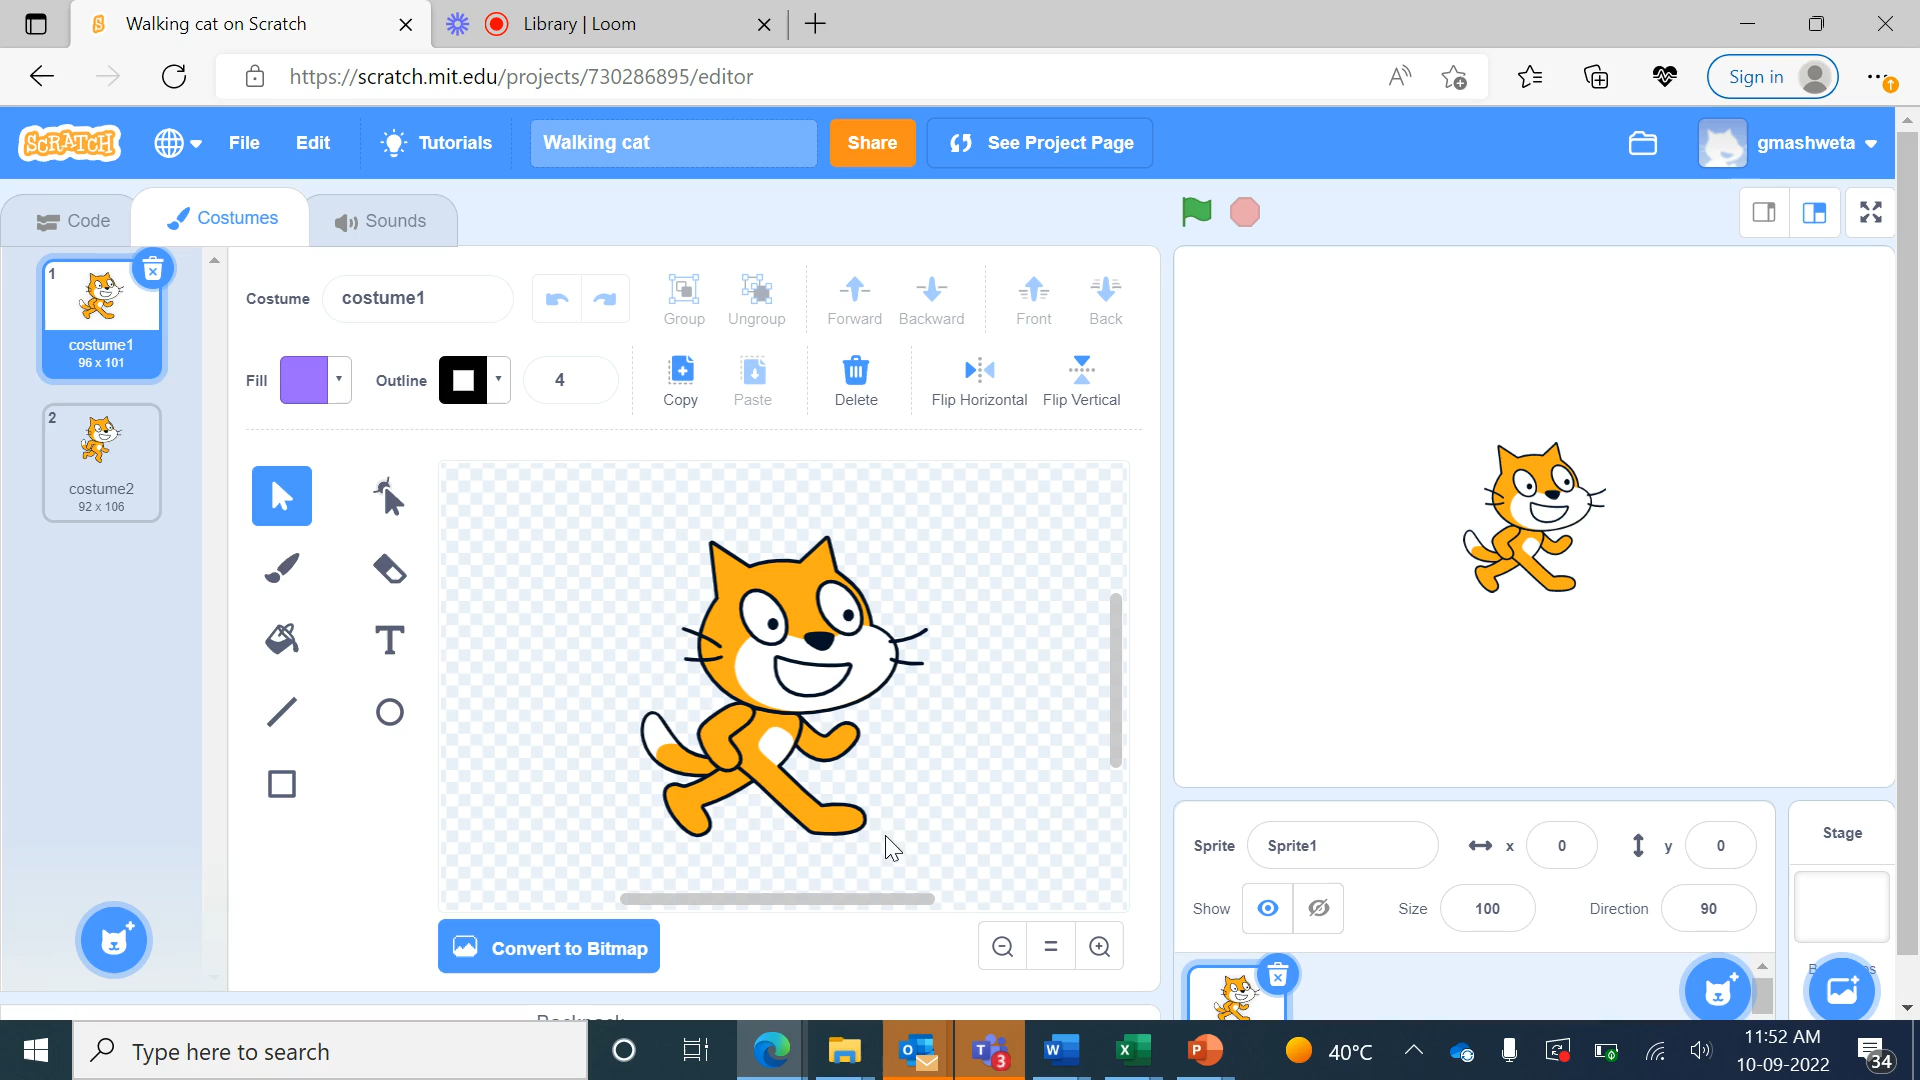 Walking cat on Scratch
Library | Loom
https://scratch.mit.edu/projects/730286895/editor
A
Sign in
SCRATCH
File
Edit
Tutorials
Walking cat
Share
See Project Page
gmashweta
Code
Costumes
Sounds
1
costume1
96 x 101
2
costume2
92 x 106
Costume
costume1
Group
Ungroup
Forward
Backward
Front
Back
Fill
Outline
4
Copy
Paste
Delete
Flip Horizontal
Flip Vertical
T
Convert to Bitmap
Sprite
Sprite1
x
0
y
0
Show
Size
100
Direction
90
Stage
Type here to search
3
40°C
11:52 AM
10-09-2022
34